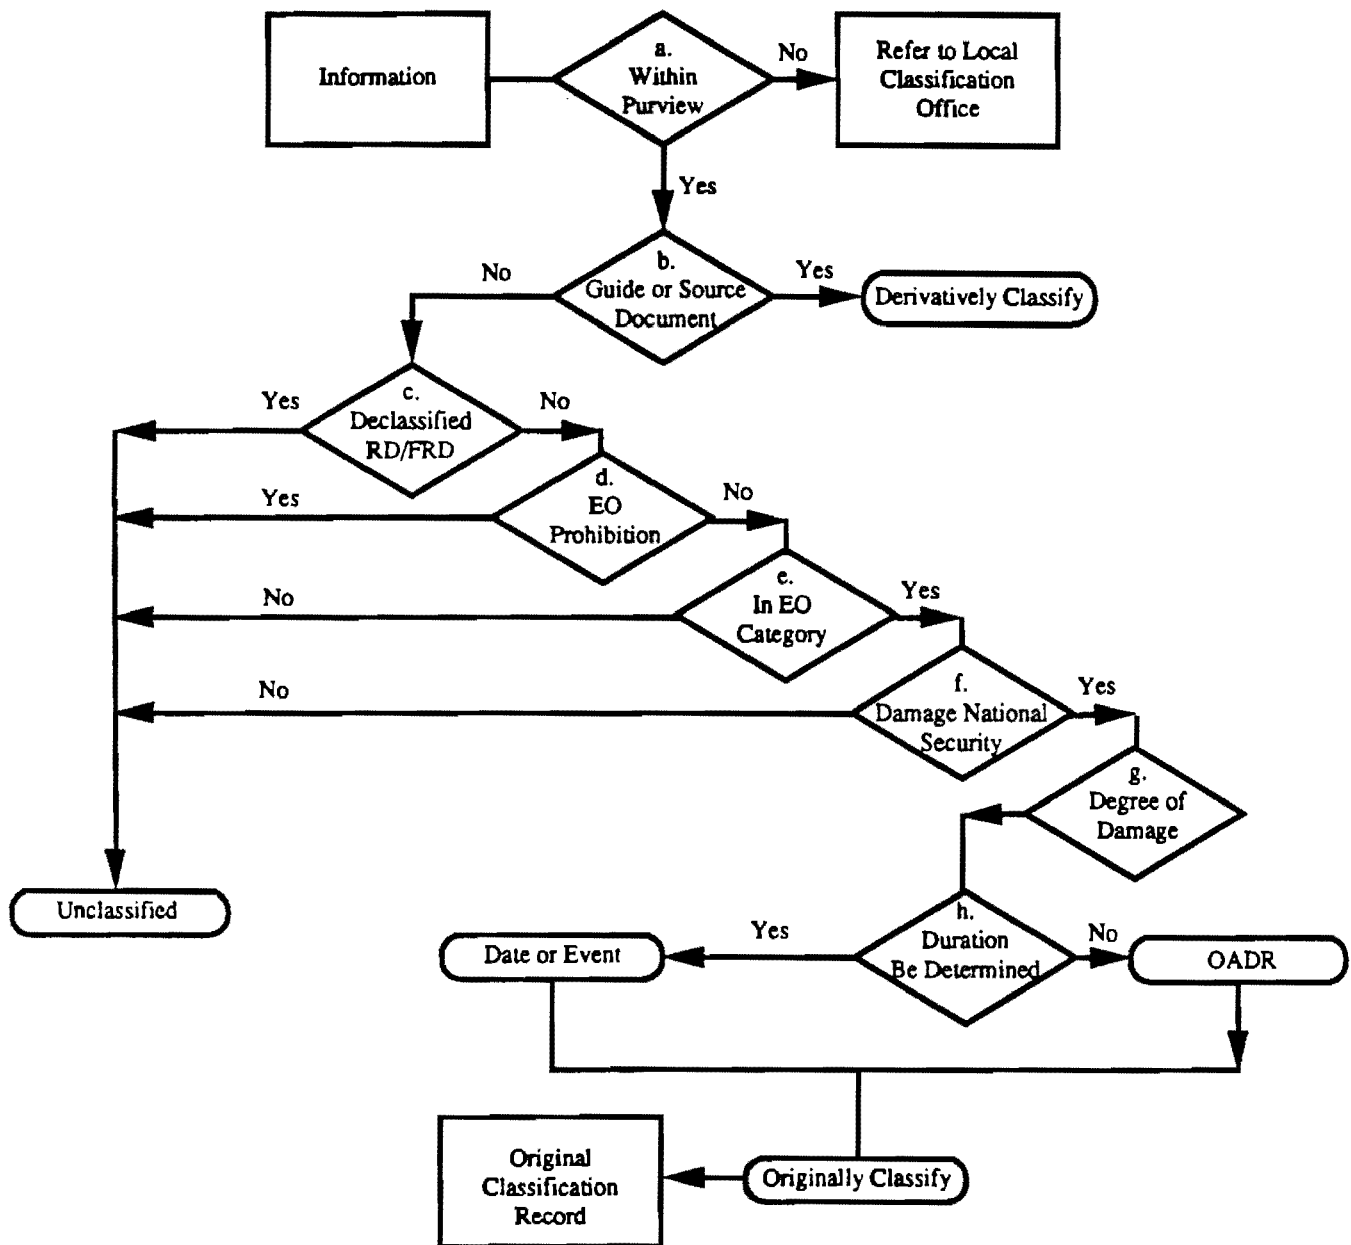 Information
a.
Within
Purview
No
Refer to Local
Classification
Office
Yes
No
b.
Guide or Source
Document
Yes
Derivatively Classify
Yes
c.
Declassified
RD/FRD
No
Yes
d.
EO
Prohibition
No
No
e.
In EO
Category
Yes
No
f.
Damage National
Security
Yes
g.
Degree of
Damage
Unclassified
Date or Event
Yes
h.
Duration
Be Determined
No
OADR
Original
Classification
Record
Originally Classify